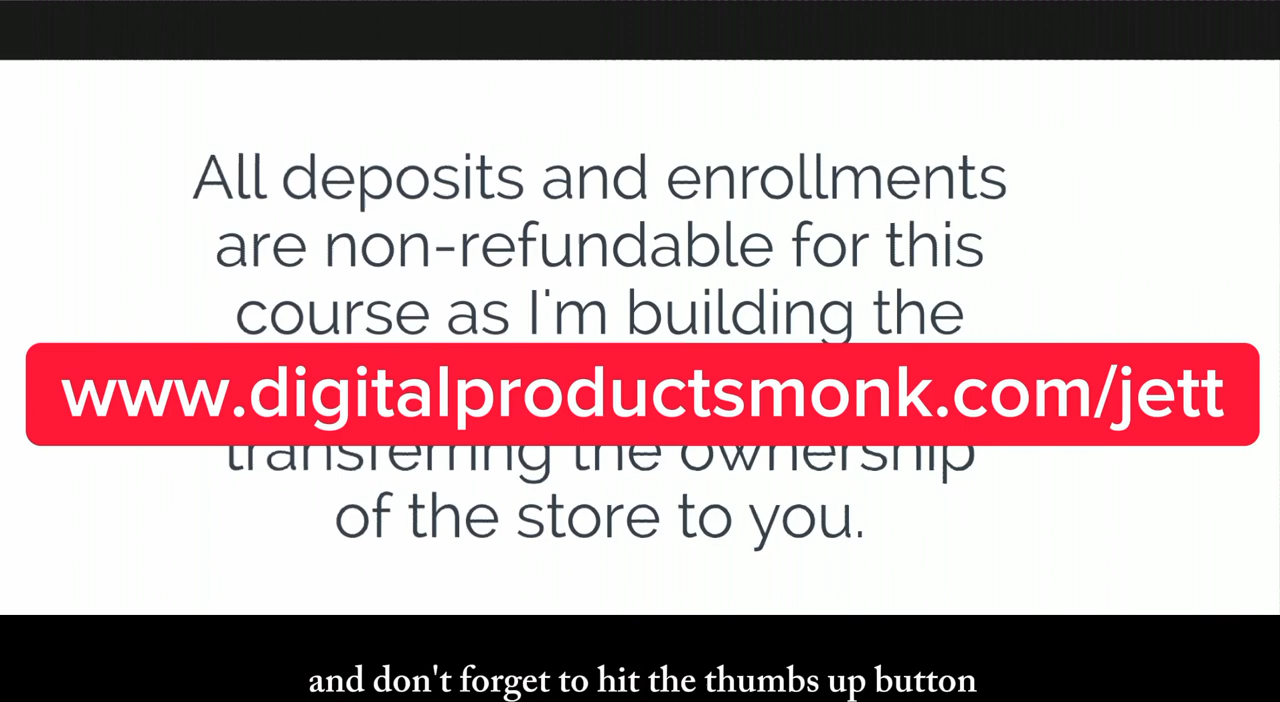 All deposits and enrollments
are non-refundable for this
course as I'm building the
www.digitalproductsmonk.com/jett
transferring the ownership
of the store to you.
and don't forget to hit the thumbs up button